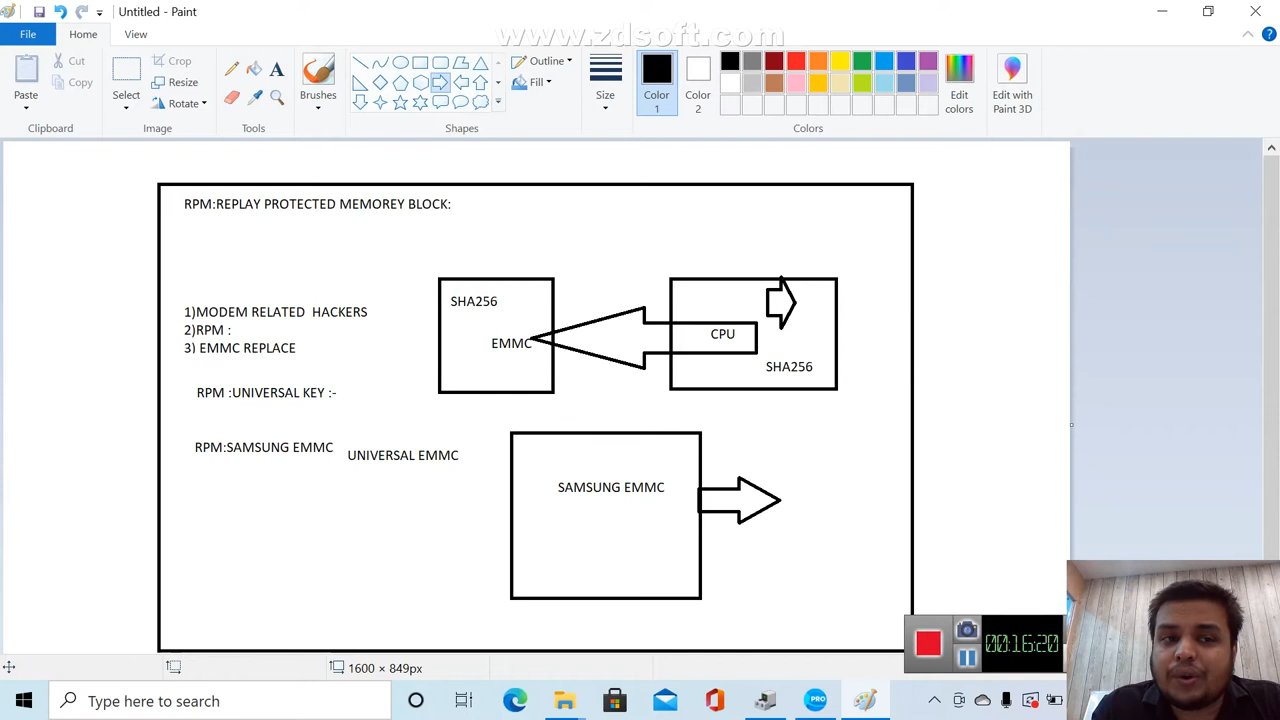 Untitled - Paint
www.zdsoft.com
File
Home
View
Paste
Cut
Copy
Clipboard
Select
Crop
Resize
Rotate
Image
A
Tools
Brushes
Outline
Fill
Shapes
Size
Color 1
Color 2
Edit colors
Colors
Edit with Paint 3D
RPM:REPLAY PROTECTED MEMOREY BLOCK:
1)MODEM RELATED HACKERS
2)RPM :
3) EMMC REPLACE
RPM :UNIVERSAL KEY :-
RPM:SAMSUNG EMMC
UNIVERSAL EMMC
SHA256
EMMC
CPU
SHA256
SAMSUNG EMMC
00:16:20
1600 × 849px
Type here to search
PRO